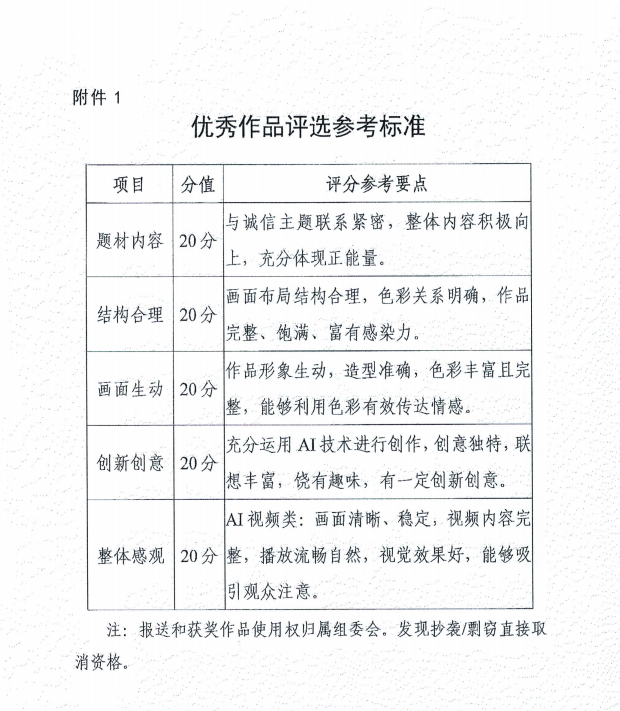 附件 1
优秀作品评选参考标准
项目 分值 评分参考要点
题材内容 20分 与诚信主题联系紧密，整体内容积极向
上，充分体现正能量。
结构合理 20分 画面布局结构合理，色彩关系明确，作品
完整、饱满、富有感染力。
画面生动 20分 作品形象生动，造型准确，色彩丰富且完
整，能够利用色彩有效传达情感。
创新创意 20分 充分运用 AI 技术进行创作，创意独特，联
想丰富，饶有趣味，有一定创新创意。
整体感观 20分 AI 视频类：画面清晰、稳定，视频内容完
整，播放流畅自然，视觉效果好，能够吸
引观众注意。
注：报送和获奖作品使用权归属组委会。发现抄袭/剽窃直接取
消资格。